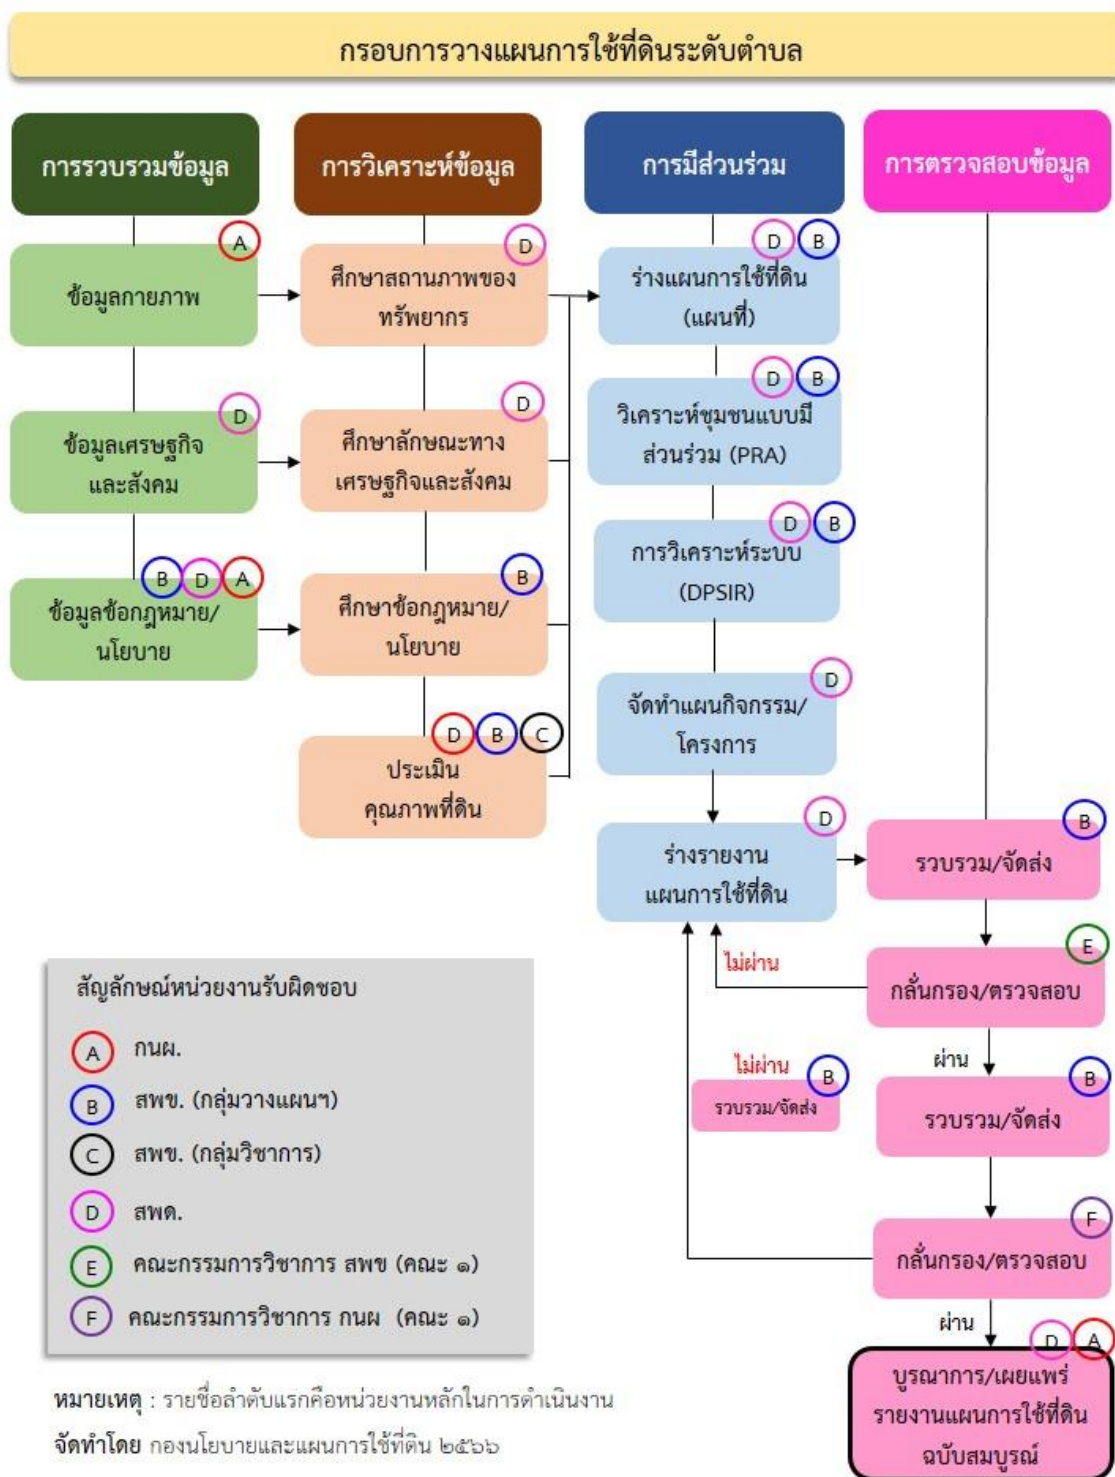 กรอบการวางแผนการใช้ที่ดินระดับตำบล
การรวบรวมข้อมูล
การวิเคราะห์ข้อมูล
การมีส่วนร่วม
การตรวจสอบข้อมูล
A
ข้อมูลกายภาพ
D
ข้อมูลเศรษฐกิจ
และสังคม
B D A
ข้อมูลข้อกฎหมาย/
นโยบาย
D
ศึกษาสถานภาพของ
ทรัพยากร
D
ศึกษาลักษณะทาง
เศรษฐกิจและสังคม
B
ศึกษาข้อกฎหมาย/
นโยบาย
D B C
ประเมิน
คุณภาพที่ดิน
D B
ร่างแผนการใช้ที่ดิน
(แผนที่)
D B
วิเคราะห์ชุมชนแบบมี
ส่วนร่วม (PRA)
D B
การวิเคราะห์ระบบ
(DPSIR)
D
จัดทำแผนกิจกรรม/
โครงการ
D
ร่างรายงาน
แผนการใช้ที่ดิน
B
รวบรวม/จัดส่ง
E
กลั่นกรอง/ตรวจสอบ
ไม่ผ่าน
ผ่าน
B
รวบรวม/จัดส่ง
ไม่ผ่าน
B
รวบรวม/จัดส่ง
F
กลั่นกรอง/ตรวจสอบ
ผ่าน
D A
บูรณาการ/เผยแพร่
รายงานแผนการใช้ที่ดิน
ฉบับสมบูรณ์
สัญลักษณ์หน่วยงานรับผิดชอบ
A กนผ.
B สพข. (กลุ่มวางแผนฯ)
C สพข. (กลุ่มวิชาการ)
D สพด.
E คณะกรรมการวิชาการ สพข (คณะ ๑)
F คณะกรรมการวิชาการ กนผ (คณะ ๑)
หมายเหตุ : รายชื่อลำดับแรกคือหน่วยงานหลักในการดำเนินงาน
จัดทำโดย กองนโยบายและแผนการใช้ที่ดิน ๒๕๖๖